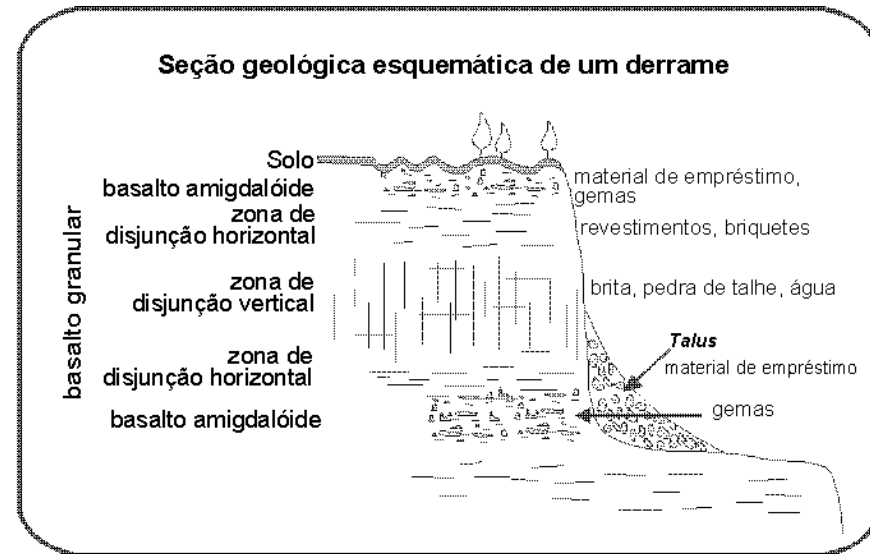 Seção geológica esquemática de um derrame
Solo
basalto amigdalóide
zona de
disjunção horizontal
zona de
disjunção vertical
zona de
disjunção horizontal
basalto amigdalóide
basalto granular
material de empréstimo,
gemas
revestimentos, briquetes
brita, pedra de talhe, água
Talus
material de empréstimo
gemas